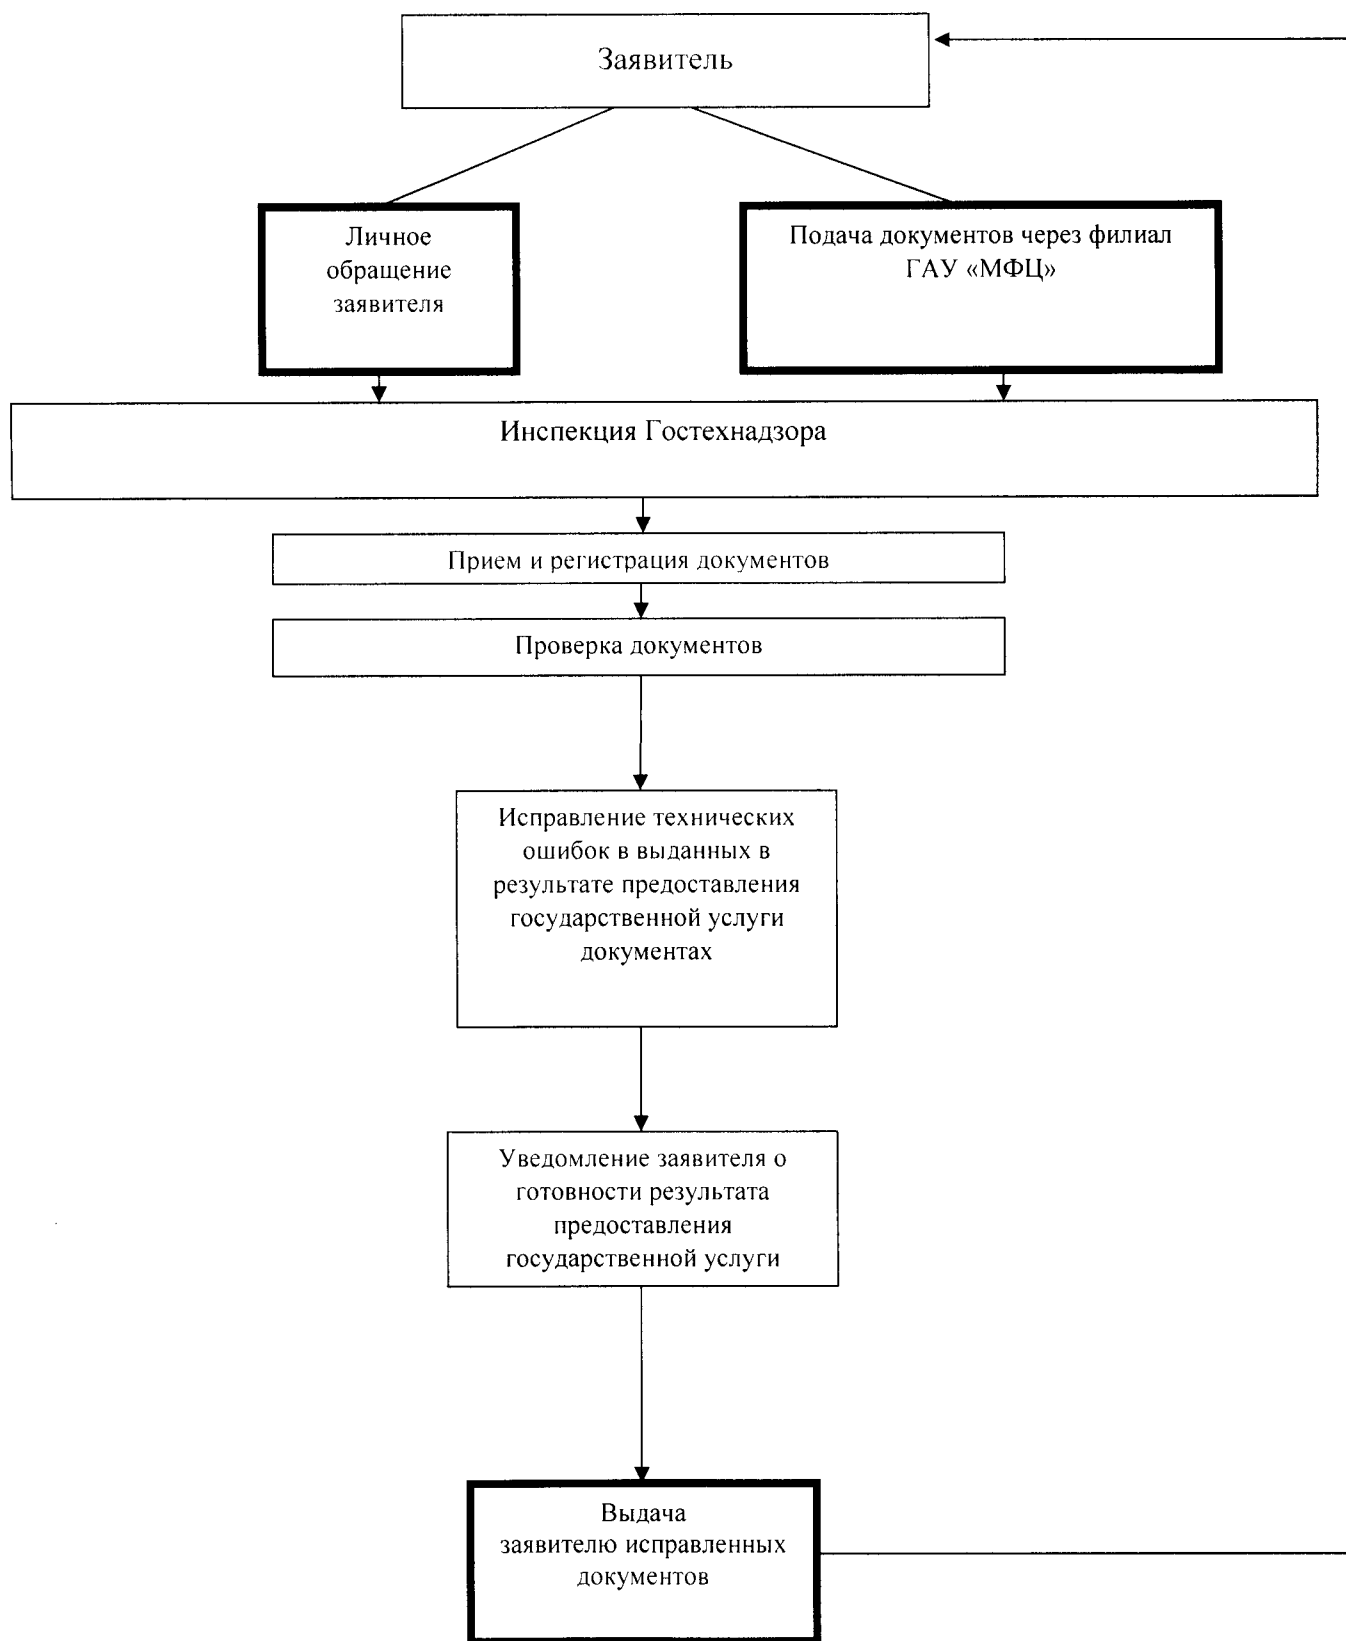 Заявитель
Личное
обращение
заявителя
Подача документов через филиал
ГАУ «МФЦ»
Инспекция Гостехнадзора
Прием и регистрация документов
Проверка документов
Исправление технических
ошибок в выданных в
результате предоставления
государственной услуги
документах
Уведомление заявителя о
готовности результата
предоставления
государственной услуги
Выдача
заявителю исправленных
документов